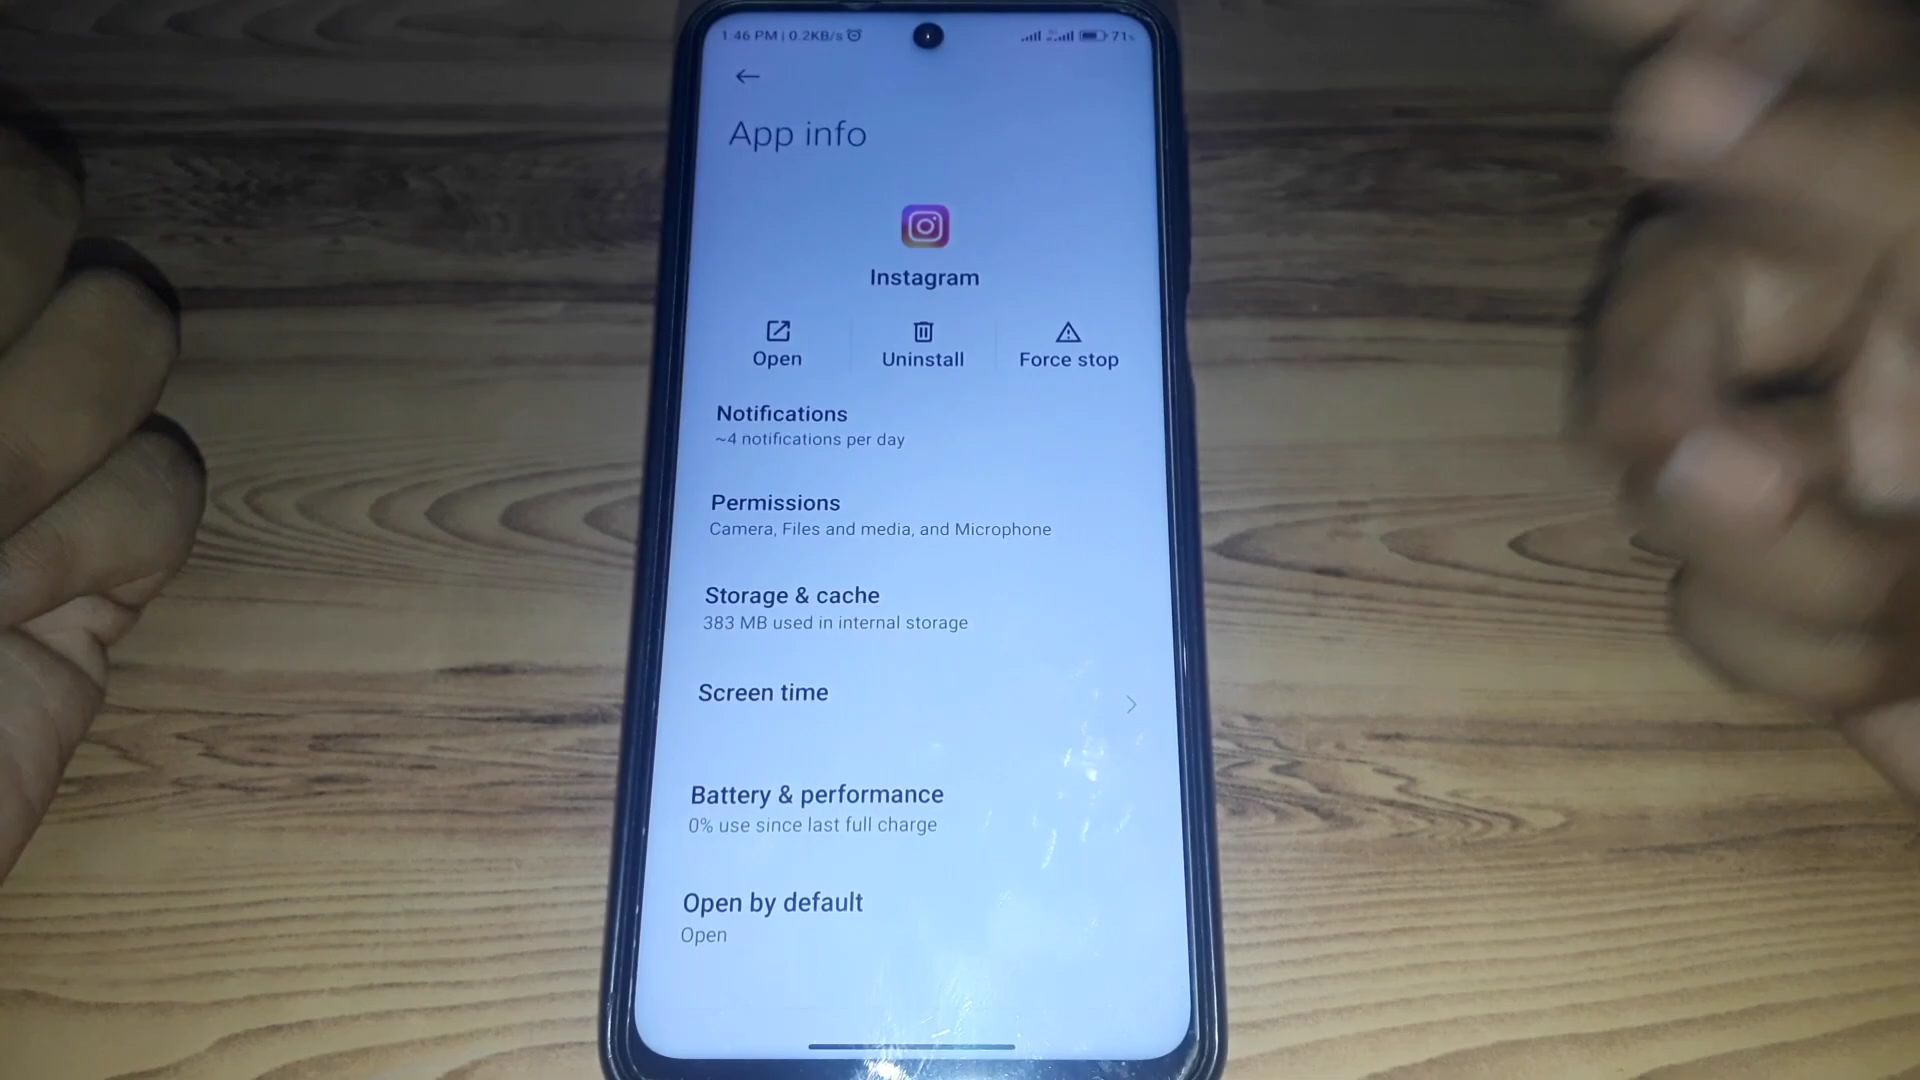 1:46 PM | 0.2KB/s
71
App info
Instagram
Open
Uninstall
Force stop
Notifications
~4 notifications per day
Permissions
Camera, Files and media, and Microphone
Storage & cache
383 MB used in internal storage
Screen time
Battery & performance
0% use since last full charge
Open by default
Open